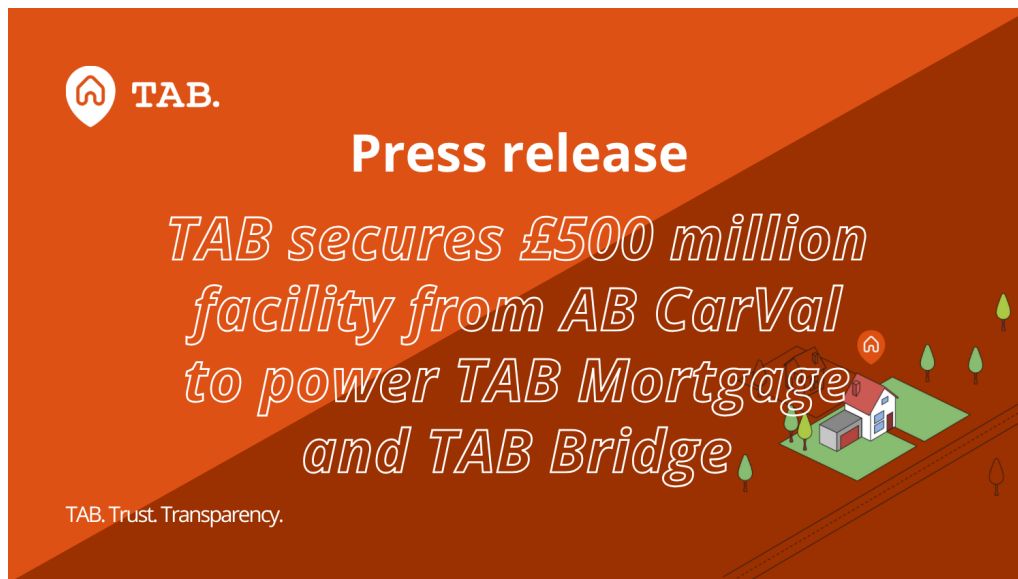 TAB.
Press release
TAB secures £500 million
facility from AB CarVal
to power TAB Mortgage
and TAB Bridge
TAB. Trust. Transparency.